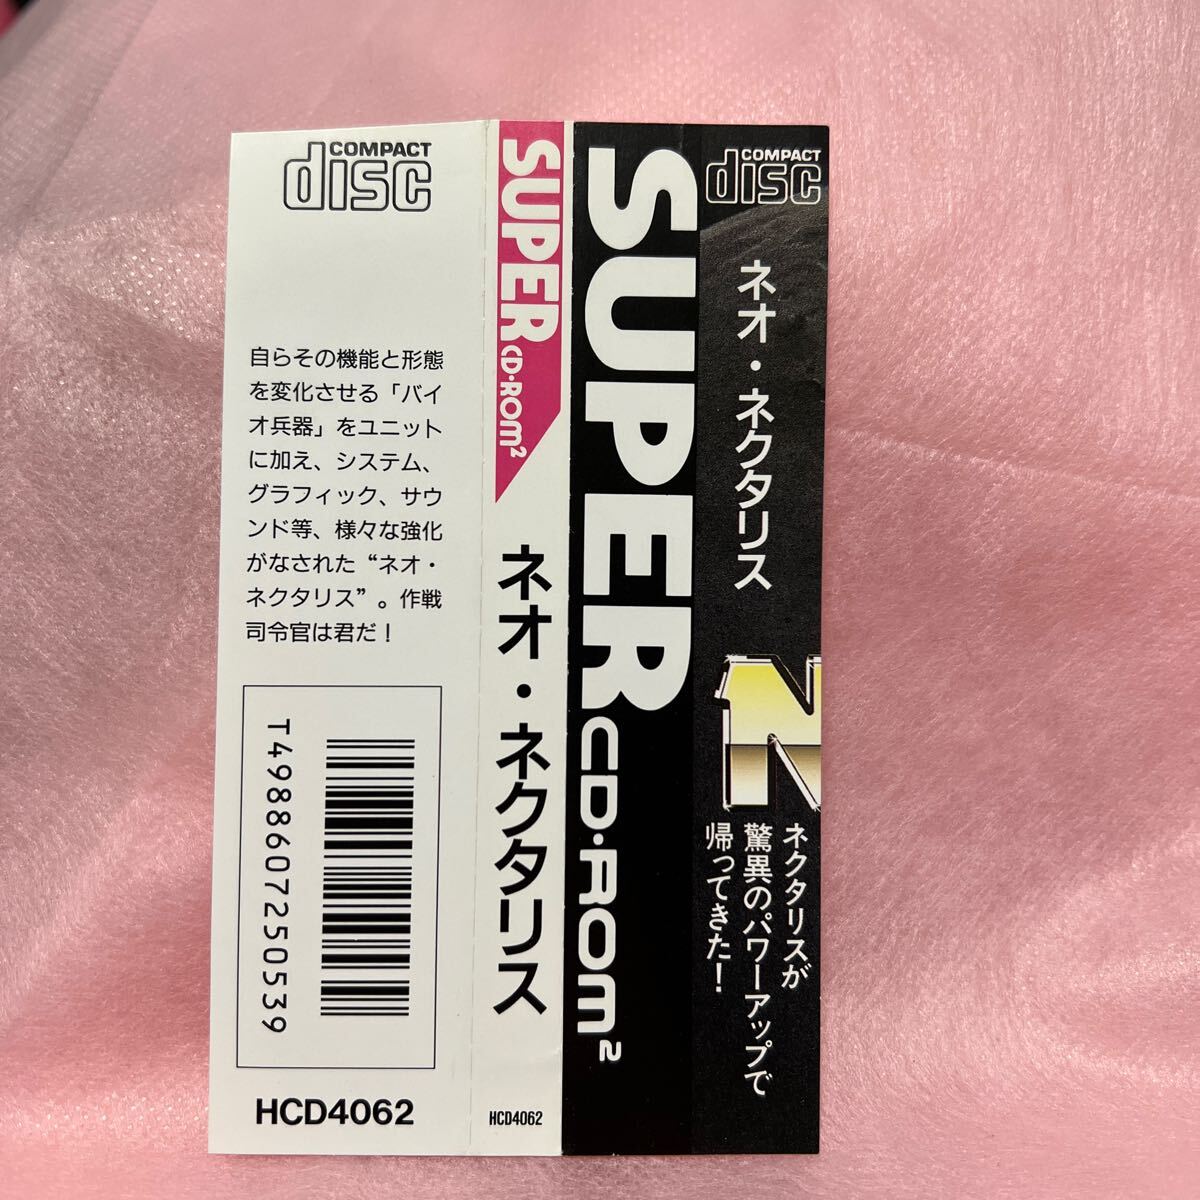 COMPACT
disc
自らその機能と形態
を変化させる「バイ
オ兵器」をユニット
に加え、システム、
グラフィック、サウ
ンド等、様々な強化
がなされた“ネオ・
ネクタリス”。作戦
司令官は君だ！
T4988607250539
HCD4062
SUPER CD・ROM²
ネオ・ネクタリス
HCD4062
SUPER CD・ROM²
COMPACT
disc
ネオ・ネクタリス
N
ネクタリスが
驚異のパワーアップで
帰ってきた！